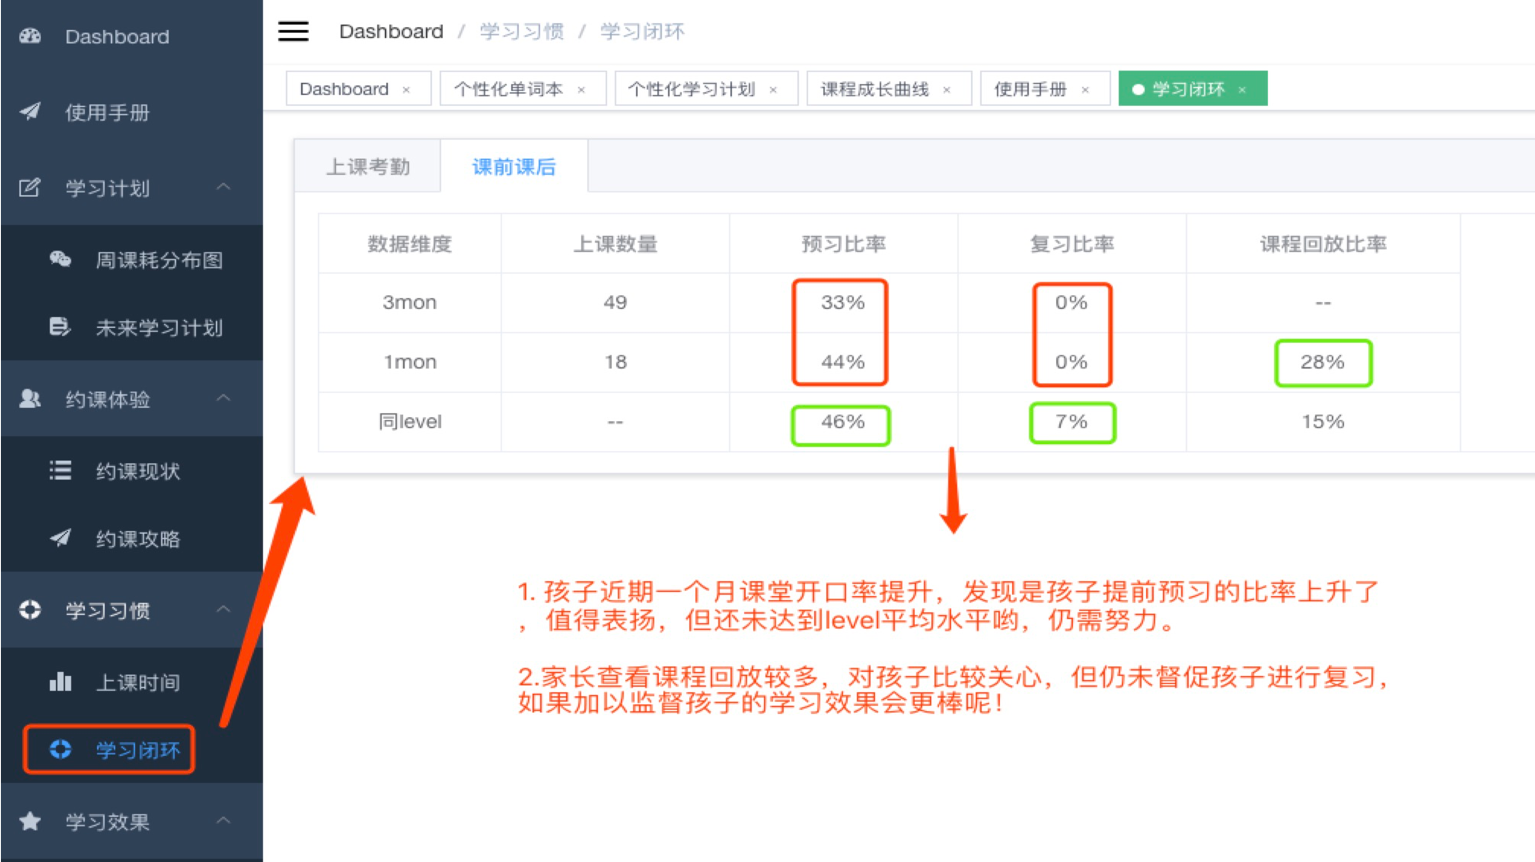 Dashboard
使用手册
学习计划
周课耗分布图
未来学习计划
约课体验
约课现状
约课攻略
学习习惯
上课时间
学习闭环
学习效果
Dashboard / 学习习惯 / 学习闭环
Dashboard × 个性化单词本 × 个性化学习计划 × 课程成长曲线 × 使用手册 × 学习闭环 ×
上课考勤 课前课后
数据维度 上课数量 预习比率 复习比率 课程回放比率
3mon 49 33% 0% --
1mon 18 44% 0% 28%
同level -- 46% 7% 15%
1. 孩子近期一个月课堂开口率提升，发现是孩子提前预习的比率上升了
，值得表扬，但还未达到level平均水平哟，仍需努力。
2.家长查看课程回放较多，对孩子比较关心，但仍未督促孩子进行复习，
如果加以监督孩子的学习效果会更棒呢！